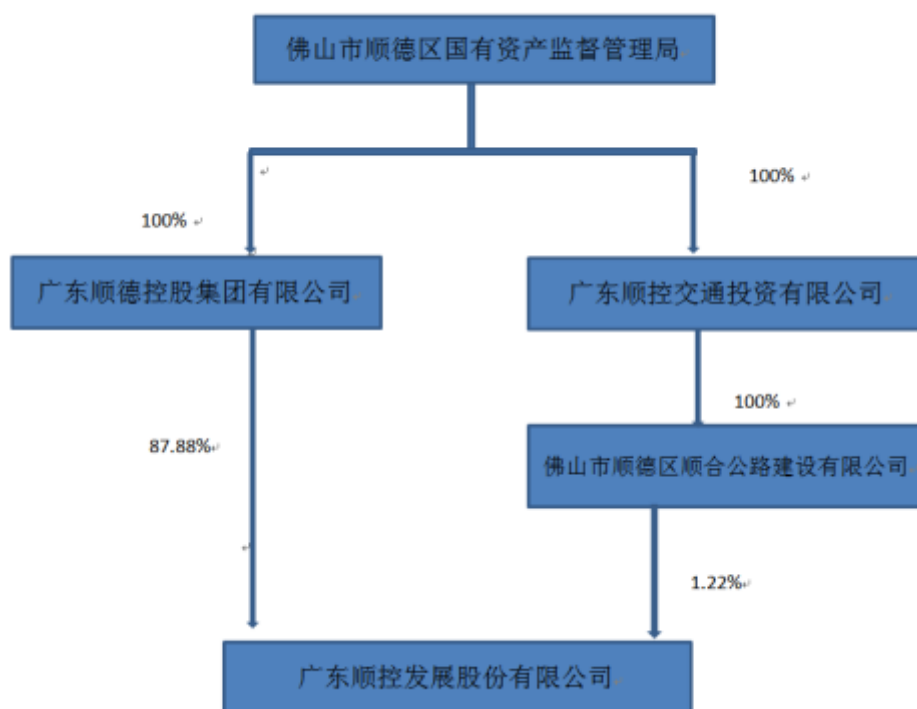 佛山市顺德区国有资产监督管理局
100%
100%
广东顺德控股集团有限公司
广东顺控交通投资有限公司
100%
87.88%
佛山市顺德区顺合公路建设有限公司
1.22%
广东顺控发展股份有限公司